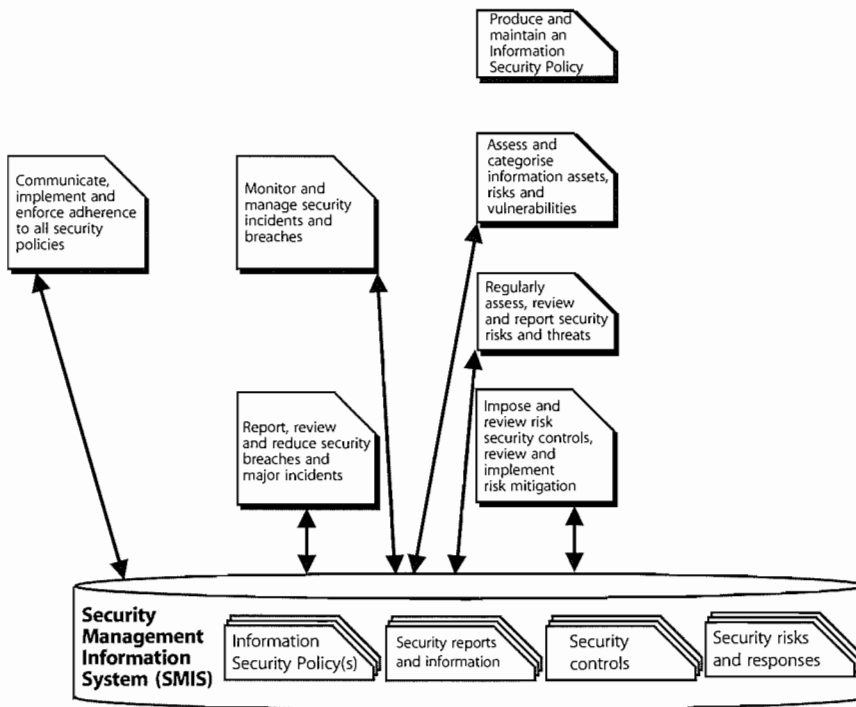 Produce and
maintain an
Information
Security Policy
Communicate,
implement and
enforce adherence
to all security
policies
Monitor and
manage security
incidents and
breaches
Assess and
categorise
information assets,
risks and
vulnerabilities
Regularly
assess, review
and report security
risks and threats
Report, review
and reduce security
breaches and
major incidents
Impose and
review risk
security controls,
review and
implement
risk mitigation
Security
Management
Information
System (SMIS)
Information
Security Policy(s)
Security reports
and information
Security
controls
Security risks
and responses